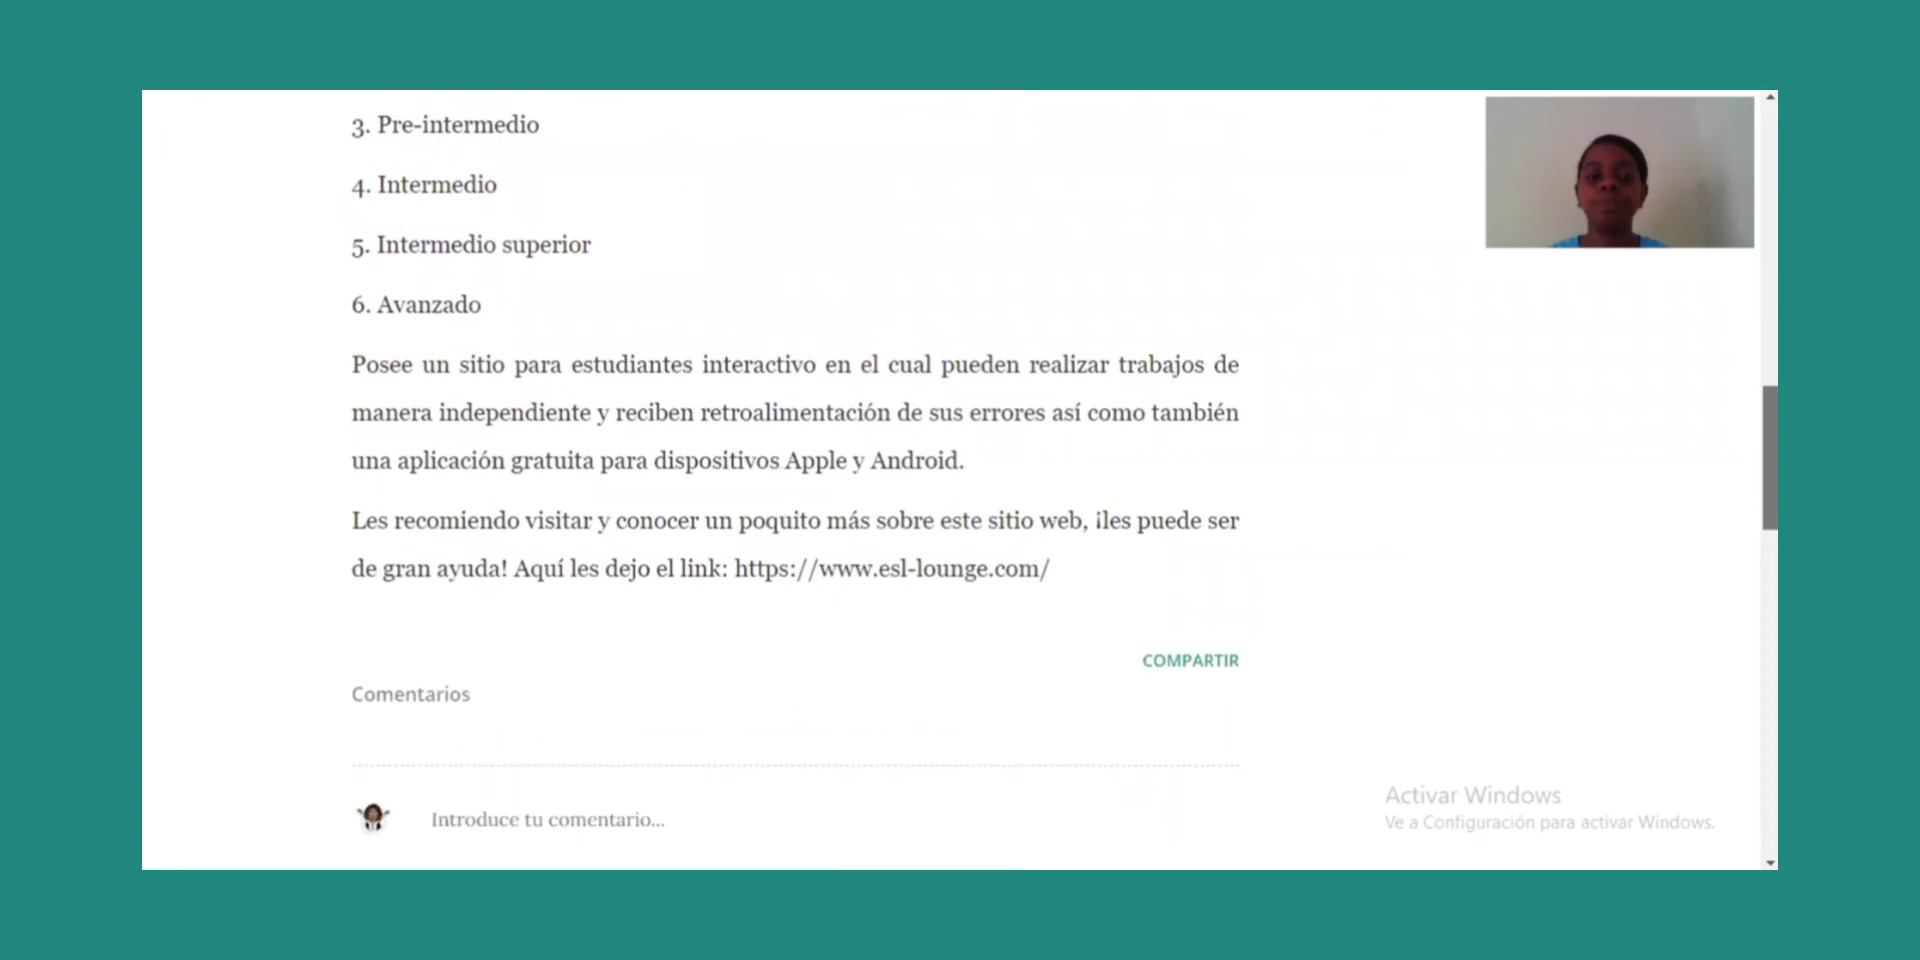 3. Pre-intermedio
4. Intermedio
5. Intermedio superior
6. Avanzado
Posee un sitio para estudiantes interactivo en el cual pueden realizar trabajos de
manera independiente y reciben retroalimentación de sus errores así como también
una aplicación gratuita para dispositivos Apple y Android.
Les recomiendo visitar y conocer un poquito más sobre este sitio web, ¡les puede ser
de gran ayuda! Aquí les dejo el link: https://www.esl-lounge.com/
COMPARTIR
Comentarios
Introduce tu comentario...
Activar Windows
Ve a Configuración para activar Windows.